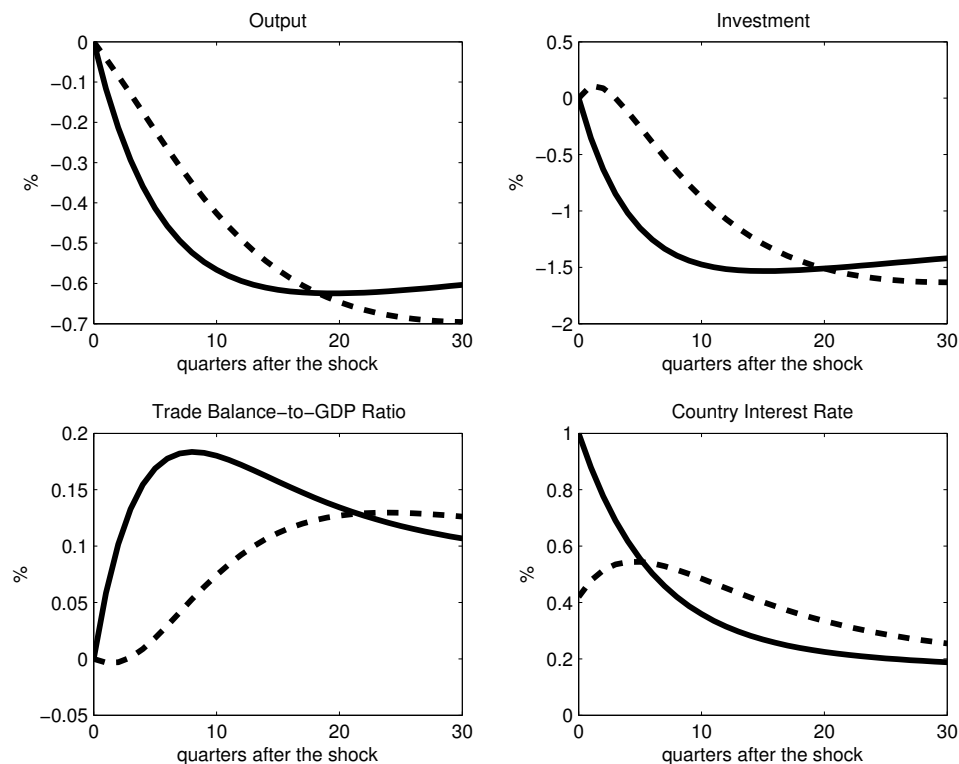 Output
0
−0.1
−0.2
−0.3
−0.4
−0.5
−0.6
−0.7
%
0 10 20 30
quarters after the shock
Investment
0.5
0
−0.5
−1
−1.5
−2
%
0 10 20 30
quarters after the shock
Trade Balance−to−GDP Ratio
0.2
0.15
0.1
0.05
0
−0.05
%
0 10 20 30
quarters after the shock
Country Interest Rate
1
0.8
0.6
0.4
0.2
0
%
0 10 20 30
quarters after the shock